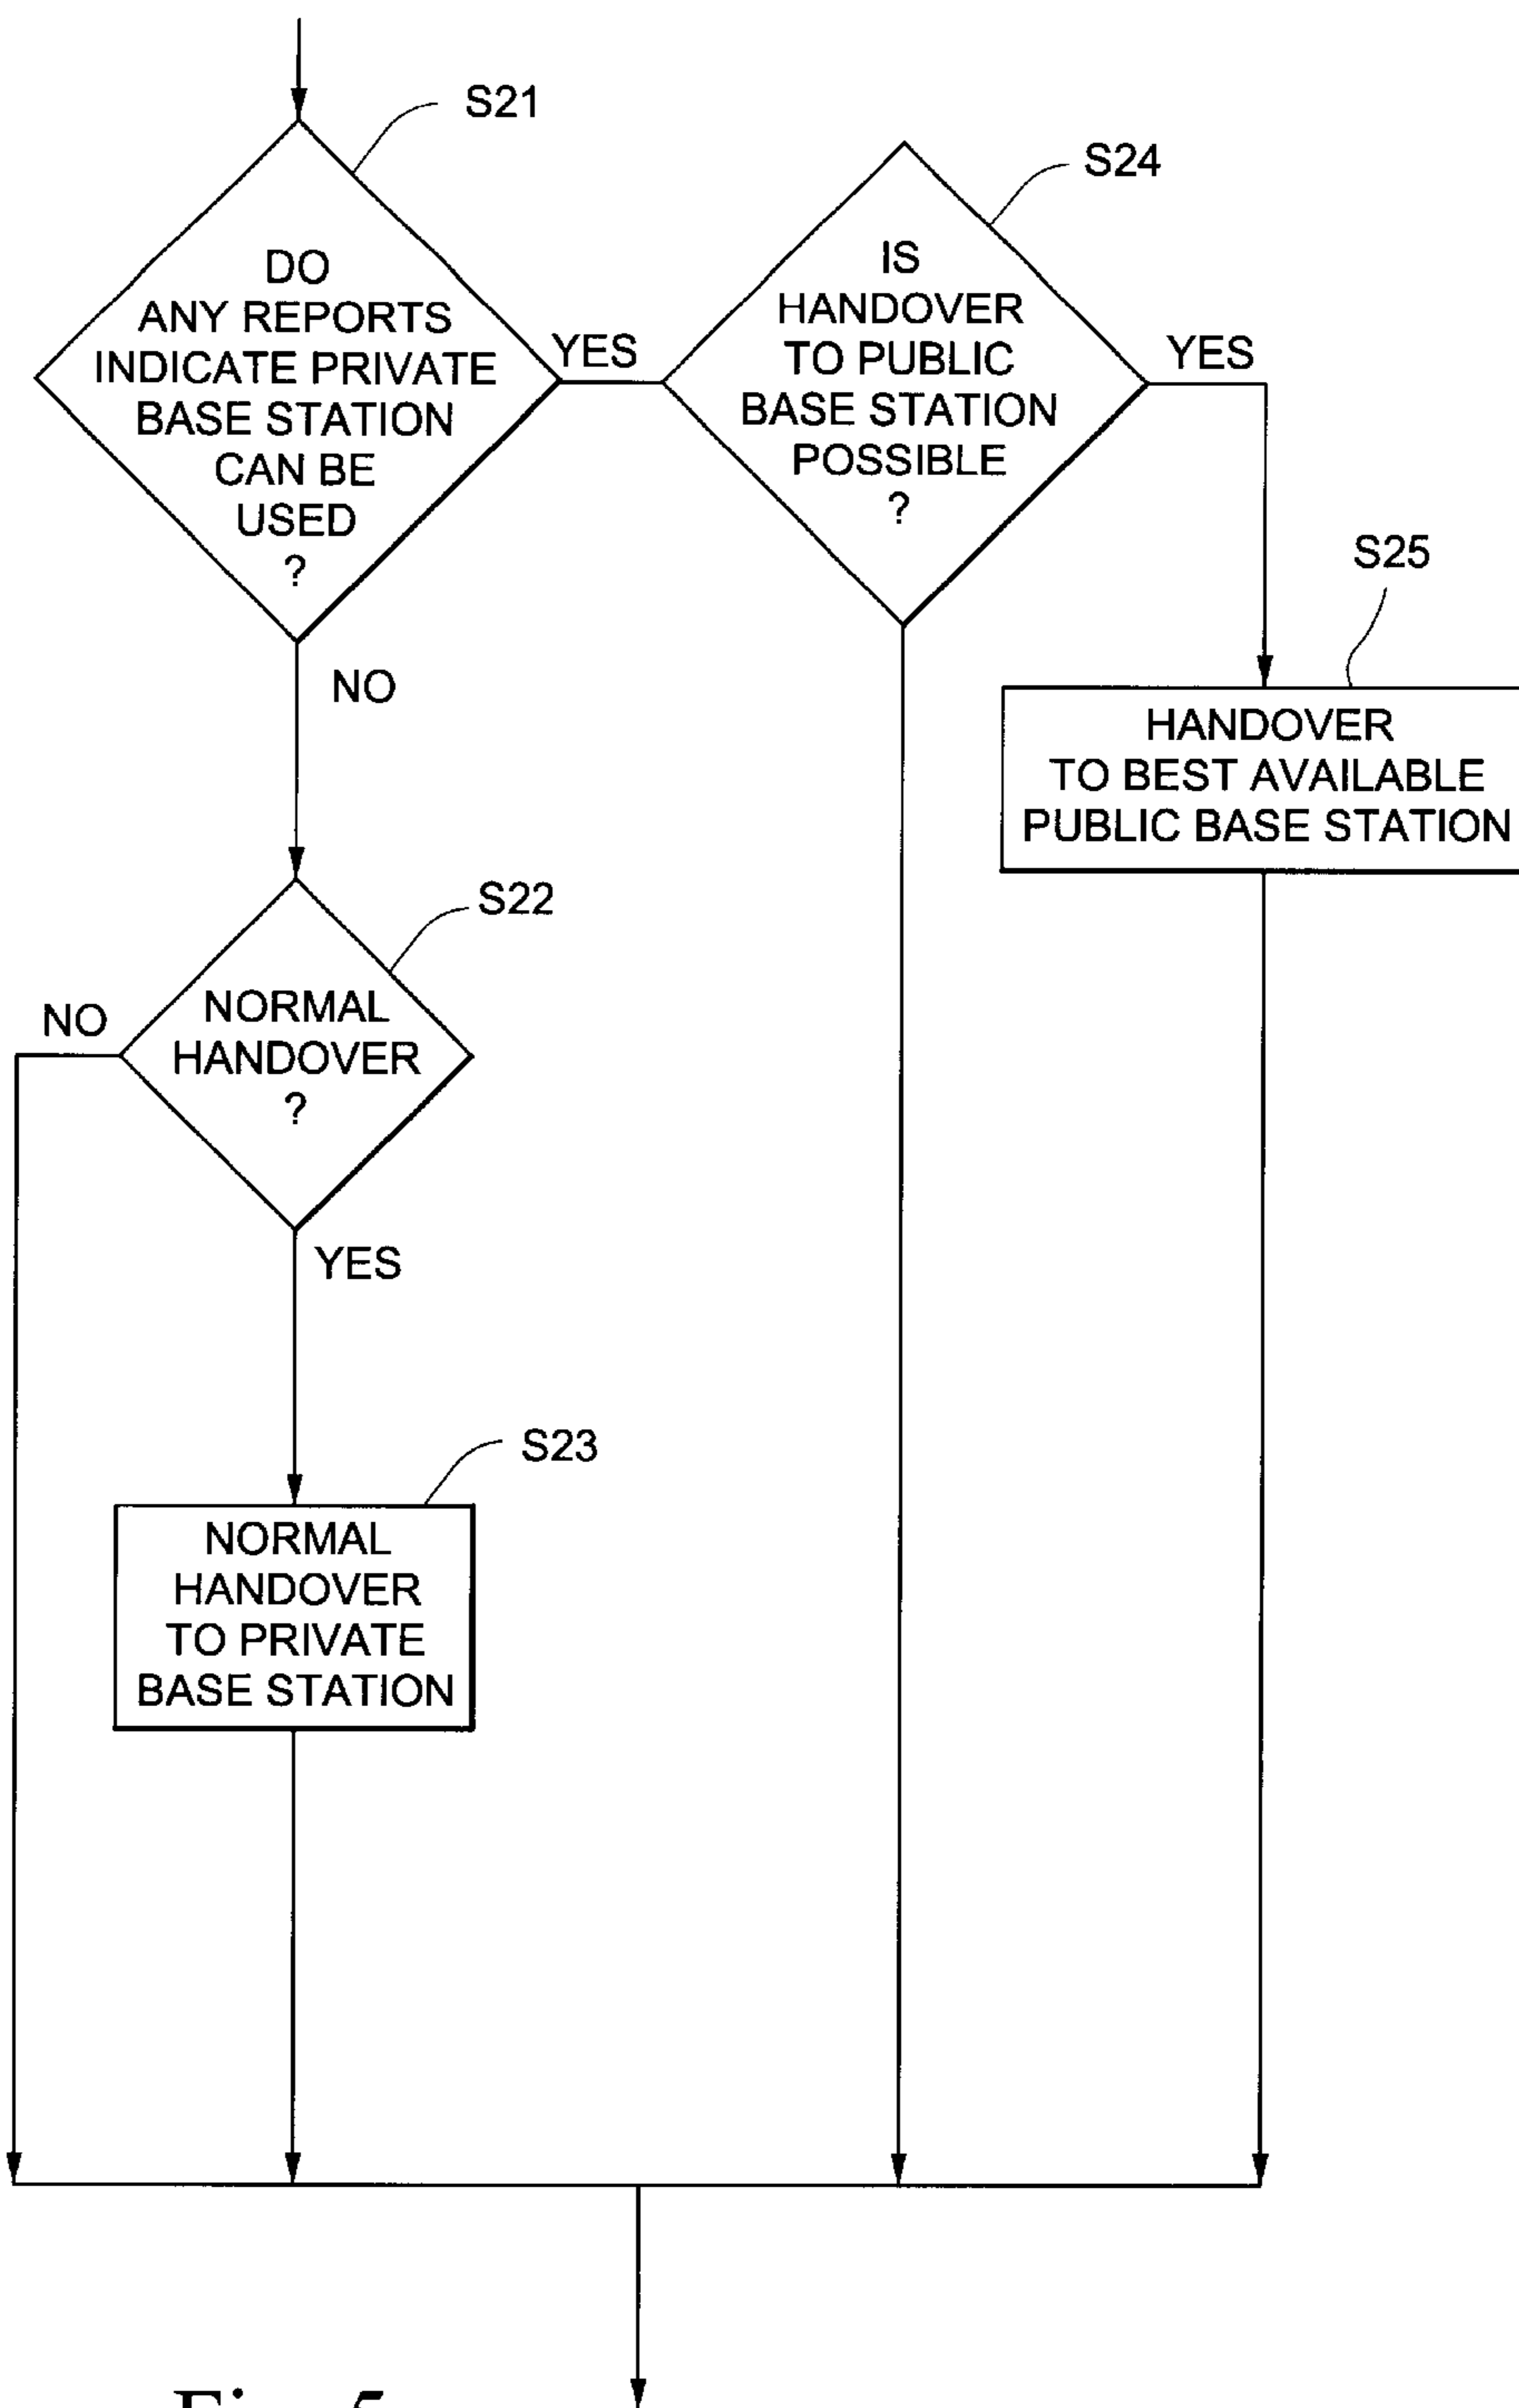 S21
DO
ANY REPORTS
INDICATE PRIVATE
BASE STATION
CAN BE
USED
?
YES
NO
S24
IS
HANDOVER
TO PUBLIC
BASE STATION
POSSIBLE
?
YES
S25
HANDOVER
TO BEST AVAILABLE
PUBLIC BASE STATION
S22
NORMAL
HANDOVER
?
NO
YES
S23
NORMAL
HANDOVER
TO PRIVATE
BASE STATION